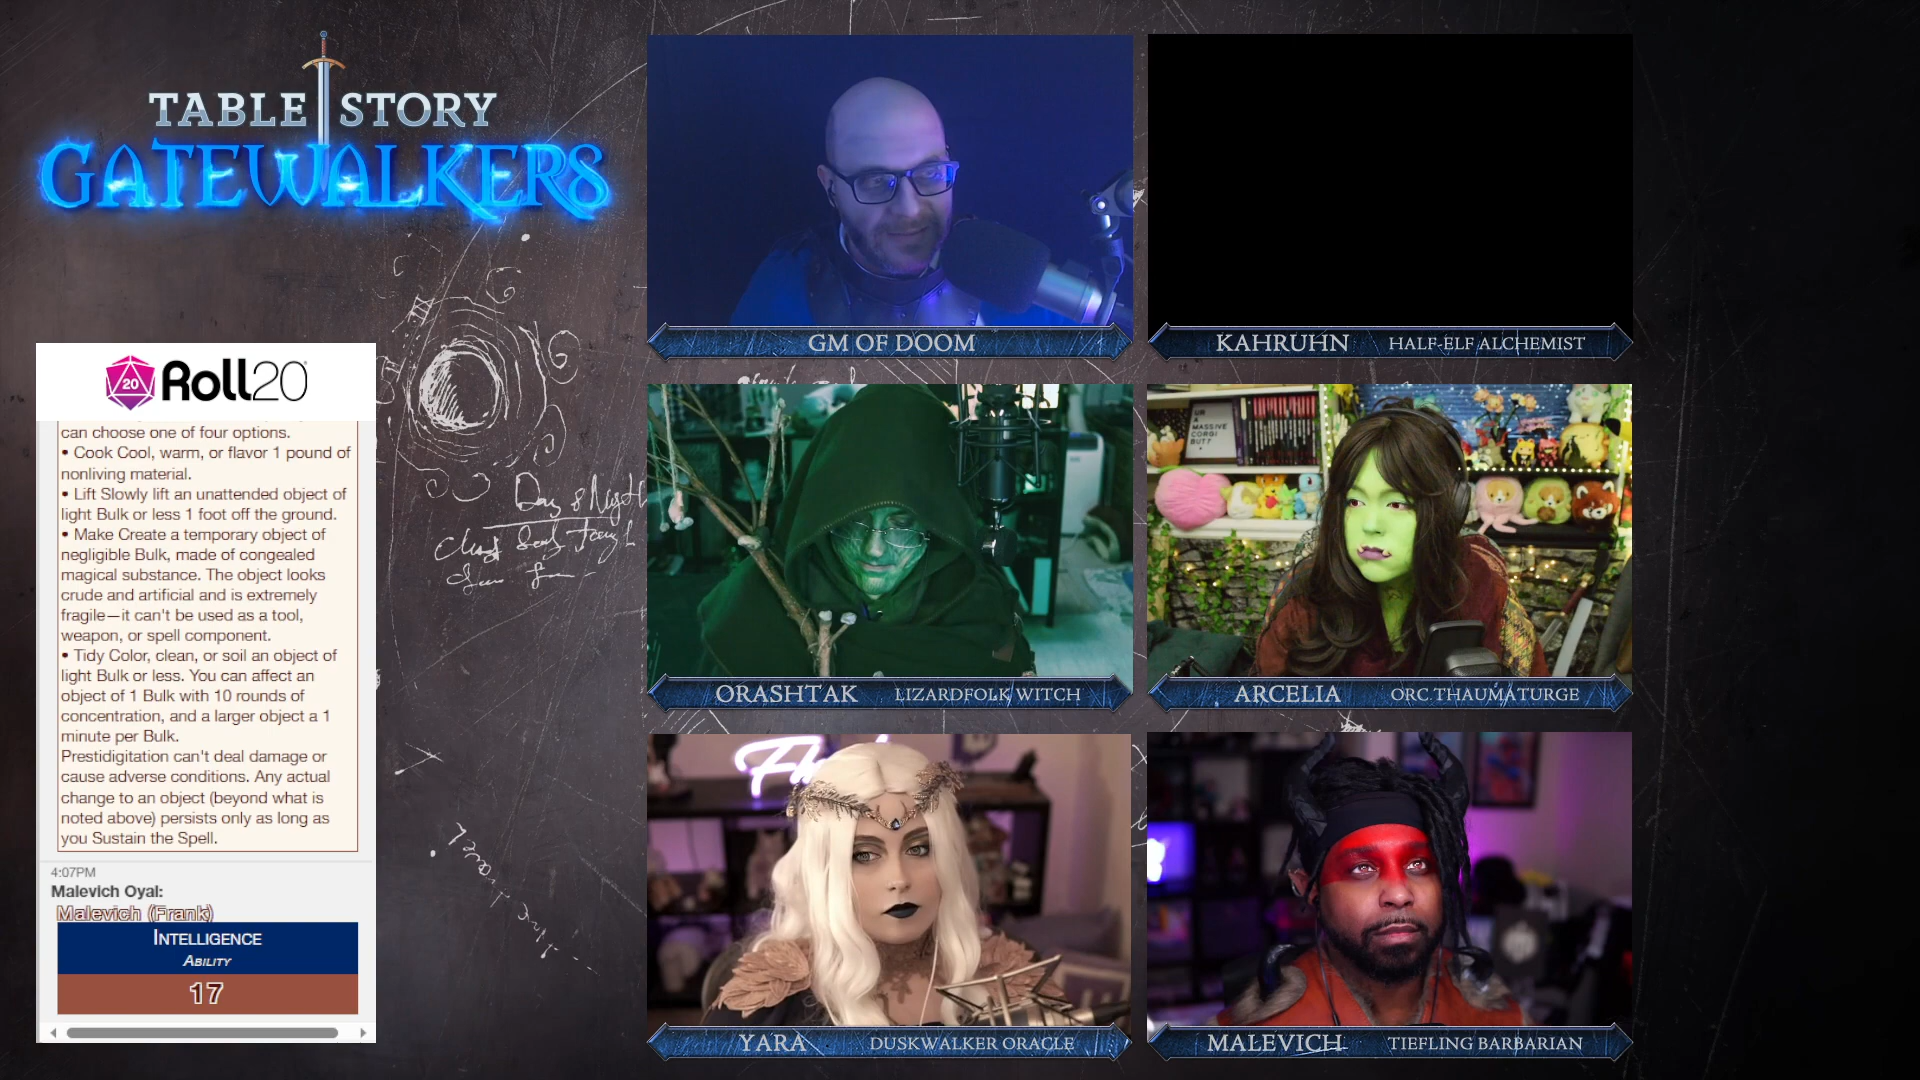 TABLE STORY
GATEWALKERS
Roll20
can choose one of four options.
• Cook Cool, warm, or flavor 1 pound of
nonliving material.
• Lift Slowly lift an unattended object of
light Bulk or less 1 foot off the ground.
• Make Create a temporary object of
negligible Bulk, made of congealed
magical substance. The object looks
crude and artificial and is extremely
fragile—it can't be used as a tool,
weapon, or spell component.
• Tidy Color, clean, or soil an object of
light Bulk or less. You can affect an
object of 1 Bulk with 10 rounds of
concentration, and a larger object a 1
minute per Bulk.
Prestidigitation can't deal damage or
cause adverse conditions. Any actual
change to an object (beyond what is
noted above) persists only as long as
you Sustain the Spell.
4:07PM
Malevich Oyal:
Malevich (Frank)
INTELLIGENCE
ABILITY
17
Day & Night
GM OF DOOM
KAHRUHN HALF-ELF ALCHEMIST
UR A
MASSIVE
CORGI
BUTT
ORASHTAK LIZARDFOLK WITCH
ARCELIA ORC THAUMATURGE
YARA DUSKWALKER ORACLE
MALEVICH TIEFLING BARBARIAN